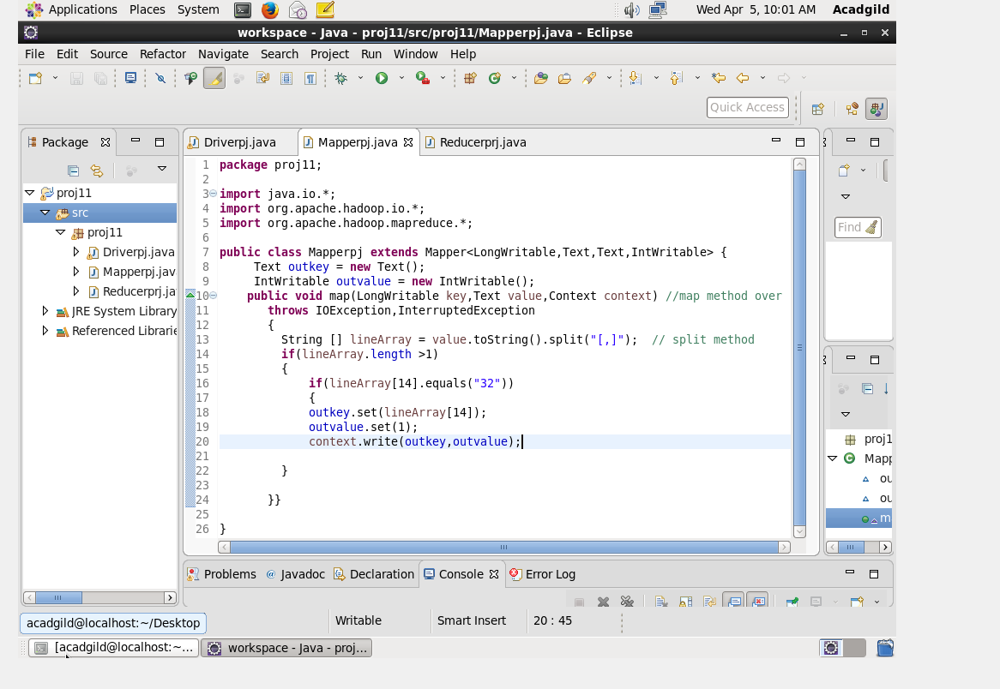 Applications Places System Wed Apr 5, 10:01 AM Acadgild
workspace - Java - proj11/src/proj11/Mapperpj.java - Eclipse
File Edit Source Refactor Navigate Search Project Run Window Help
Quick Access
Package
proj11
src
proj11
Driverpj.java
Mapperpj.jav
Reducerprj.ja
JRE System Library
Referenced Librarie
Driverpj.java Mapperpj.java Reducerprj.java
1 package proj11;
2
3 import java.io.*;
4 import org.apache.hadoop.io.*;
5 import org.apache.hadoop.mapreduce.*;
6
7 public class Mapperpj extends Mapper<LongWritable,Text,Text,IntWritable> {
8 Text outkey = new Text();
9 IntWritable outvalue = new IntWritable();
10 public void map(LongWritable key,Text value,Context context) //map method over
11 throws IOException,InterruptedException
12 {
13 String [] lineArray = value.toString().split("[,]"); // split method
14 if(lineArray.length >1)
15 {
16 if(lineArray[14].equals("32"))
17 {
18 outkey.set(lineArray[14]);
19 outvalue.set(1);
20 context.write(outkey,outvalue);
21
22 }
23
24 }}
25
26 }
Find
proj1
Mapp
ou
ou
m
Problems Javadoc Declaration Console Error Log
acadgild@localhost:~/Desktop
Writable Smart Insert 20 : 45
[acadgild@localhost:~... workspace - Java - proj...